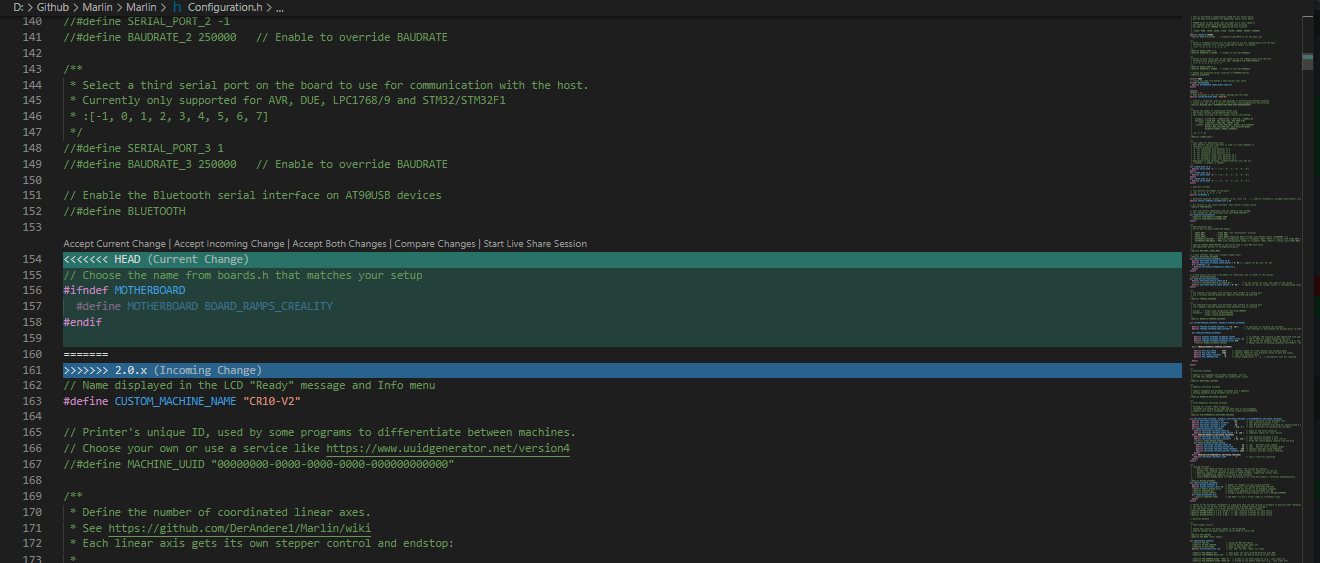 D: > Github > Marlin > Marlin > h Configuration.h > ...
140 //#define SERIAL_PORT_2 -1
141 //#define BAUDRATE_2 250000   // Enable to override BAUDRATE
142
143 /**
144  * Select a third serial port on the board to use for communication with the host.
145  * Currently only supported for AVR, DUE, LPC1768/9 and STM32/STM32F1
146  * :[-1, 0, 1, 2, 3, 4, 5, 6, 7]
147  */
148 //#define SERIAL_PORT_3 1
149 //#define BAUDRATE_3 250000   // Enable to override BAUDRATE
150
151 // Enable the Bluetooth serial interface on AT90USB devices
152 //#define BLUETOOTH
153
Accept Current Change | Accept Incoming Change | Accept Both Changes | Compare Changes | Start Live Share Session
154 <<<<<<< HEAD (Current Change)
155 // Choose the name from boards.h that matches your setup
156 #ifndef MOTHERBOARD
157   #define MOTHERBOARD BOARD_RAMPS_CREALITY
158 #endif
159
160 =======
161 >>>>>>> 2.0.x (Incoming Change)
162 // Name displayed in the LCD "Ready" message and Info menu
163 #define CUSTOM_MACHINE_NAME "CR10-V2"
164
165 // Printer's unique ID, used by some programs to differentiate between machines.
166 // Choose your own or use a service like https://www.uuidgenerator.net/version4
167 //#define MACHINE_UUID "00000000-0000-0000-0000-000000000000"
168
169 /**
170  * Define the number of coordinated linear axes.
171  * See https://github.com/DerAndere1/Marlin/wiki
172  * Each linear axis gets its own stepper control and endstop:
173  *